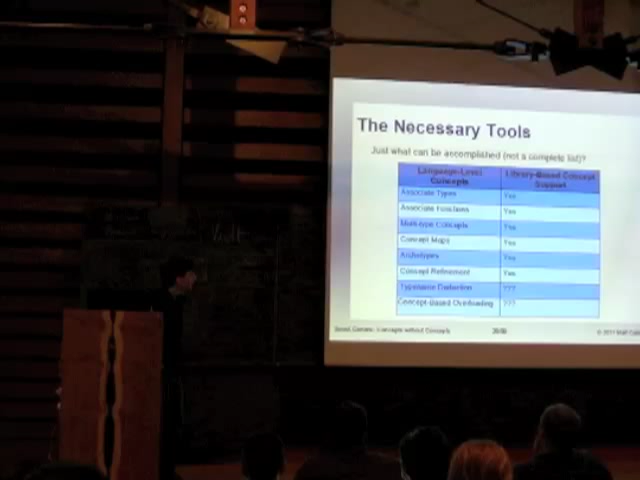 The Necessary Tools
Just what can be accomplished (not a complete list)?
Language-Level Concepts
Library-Based Concept Support
Associate Types Yes
Associate Functions Yes
Multi-type Concepts Yes
Concept Maps Yes
Archetypes Yes
Concept Refinement Yes
Typename Deduction ???
Concept-Based Overloading ???
Concepts without Concepts